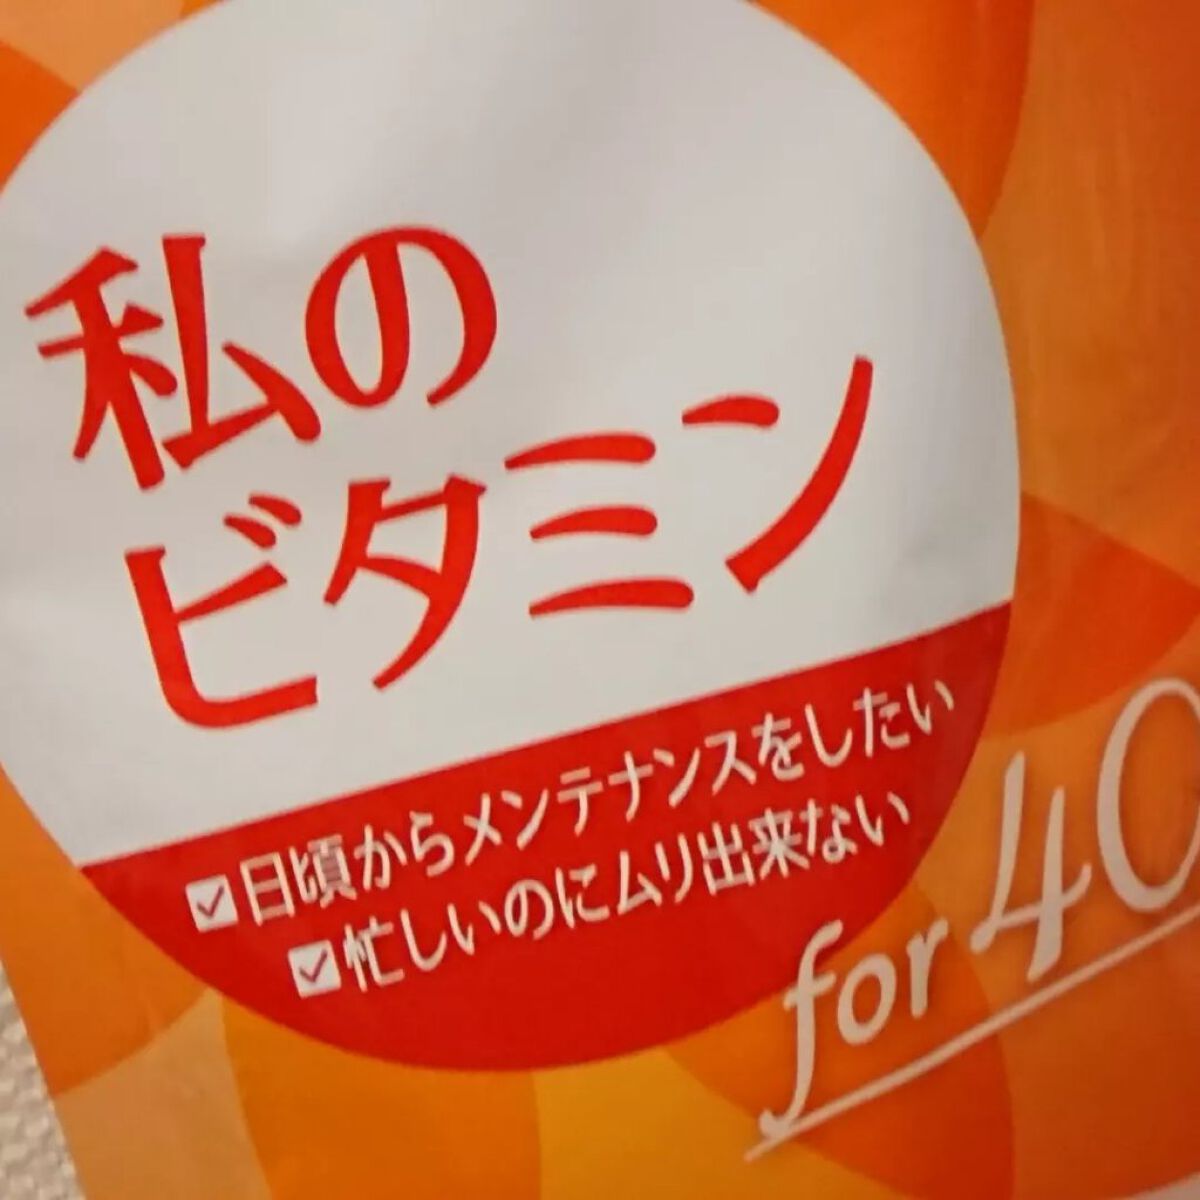 私の
ビタミン
日頃からメンテナンスをしたい
忙しいのにムリ出来ない
for 40